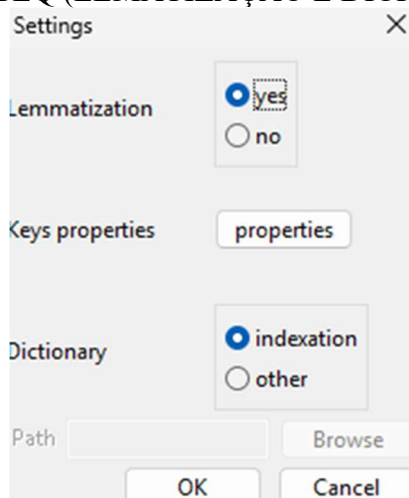 Settings
Lemmatization
yes
no
Keys properties
properties
Dictionary
indexation
other
Path
Browse
OK
Cancel